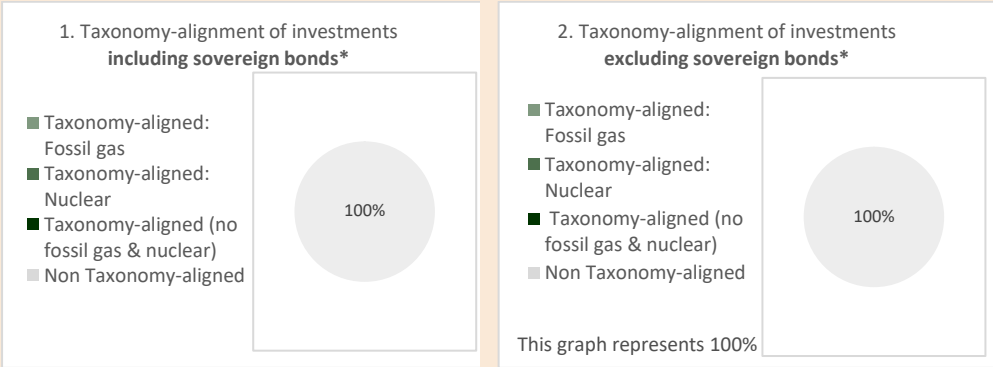 1. Taxonomy-alignment of investments
including sovereign bonds*
Taxonomy-aligned:
Fossil gas
Taxonomy-aligned:
Nuclear
Taxonomy-aligned (no
fossil gas & nuclear)
Non Taxonomy-aligned
100%
2. Taxonomy-alignment of investments
excluding sovereign bonds*
Taxonomy-aligned:
Fossil gas
Taxonomy-aligned:
Nuclear
Taxonomy-aligned (no
fossil gas & nuclear)
Non Taxonomy-aligned
100%
This graph represents 100%